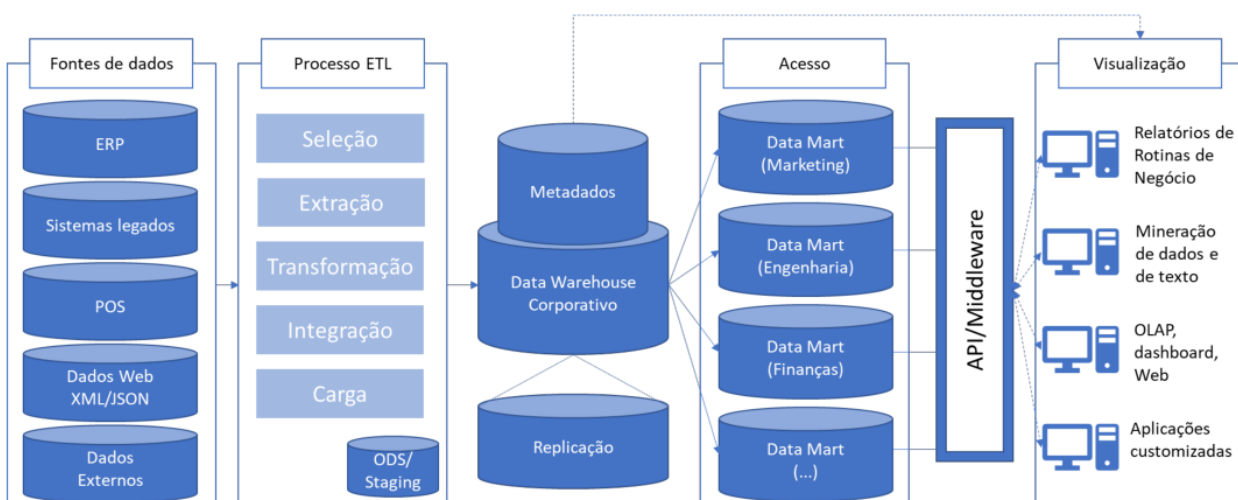 Fontes de dados
ERP
Sistemas legados
POS
Dados Web
XML/JSON
Dados
Externos
Processo ETL
Seleção
Extração
Transformação
Integração
Carga
ODS/
Staging
Metadados
Data Warehouse
Corporativo
Replicação
Acesso
Data Mart
(Marketing)
Data Mart
(Engenharia)
Data Mart
(Finanças)
Data Mart
(...)
API/Middleware
Visualização
Relatórios de
Rotinas de
Negócio
Mineração
de dados e
de texto
OLAP,
dashboard,
Web
Aplicações
customizadas